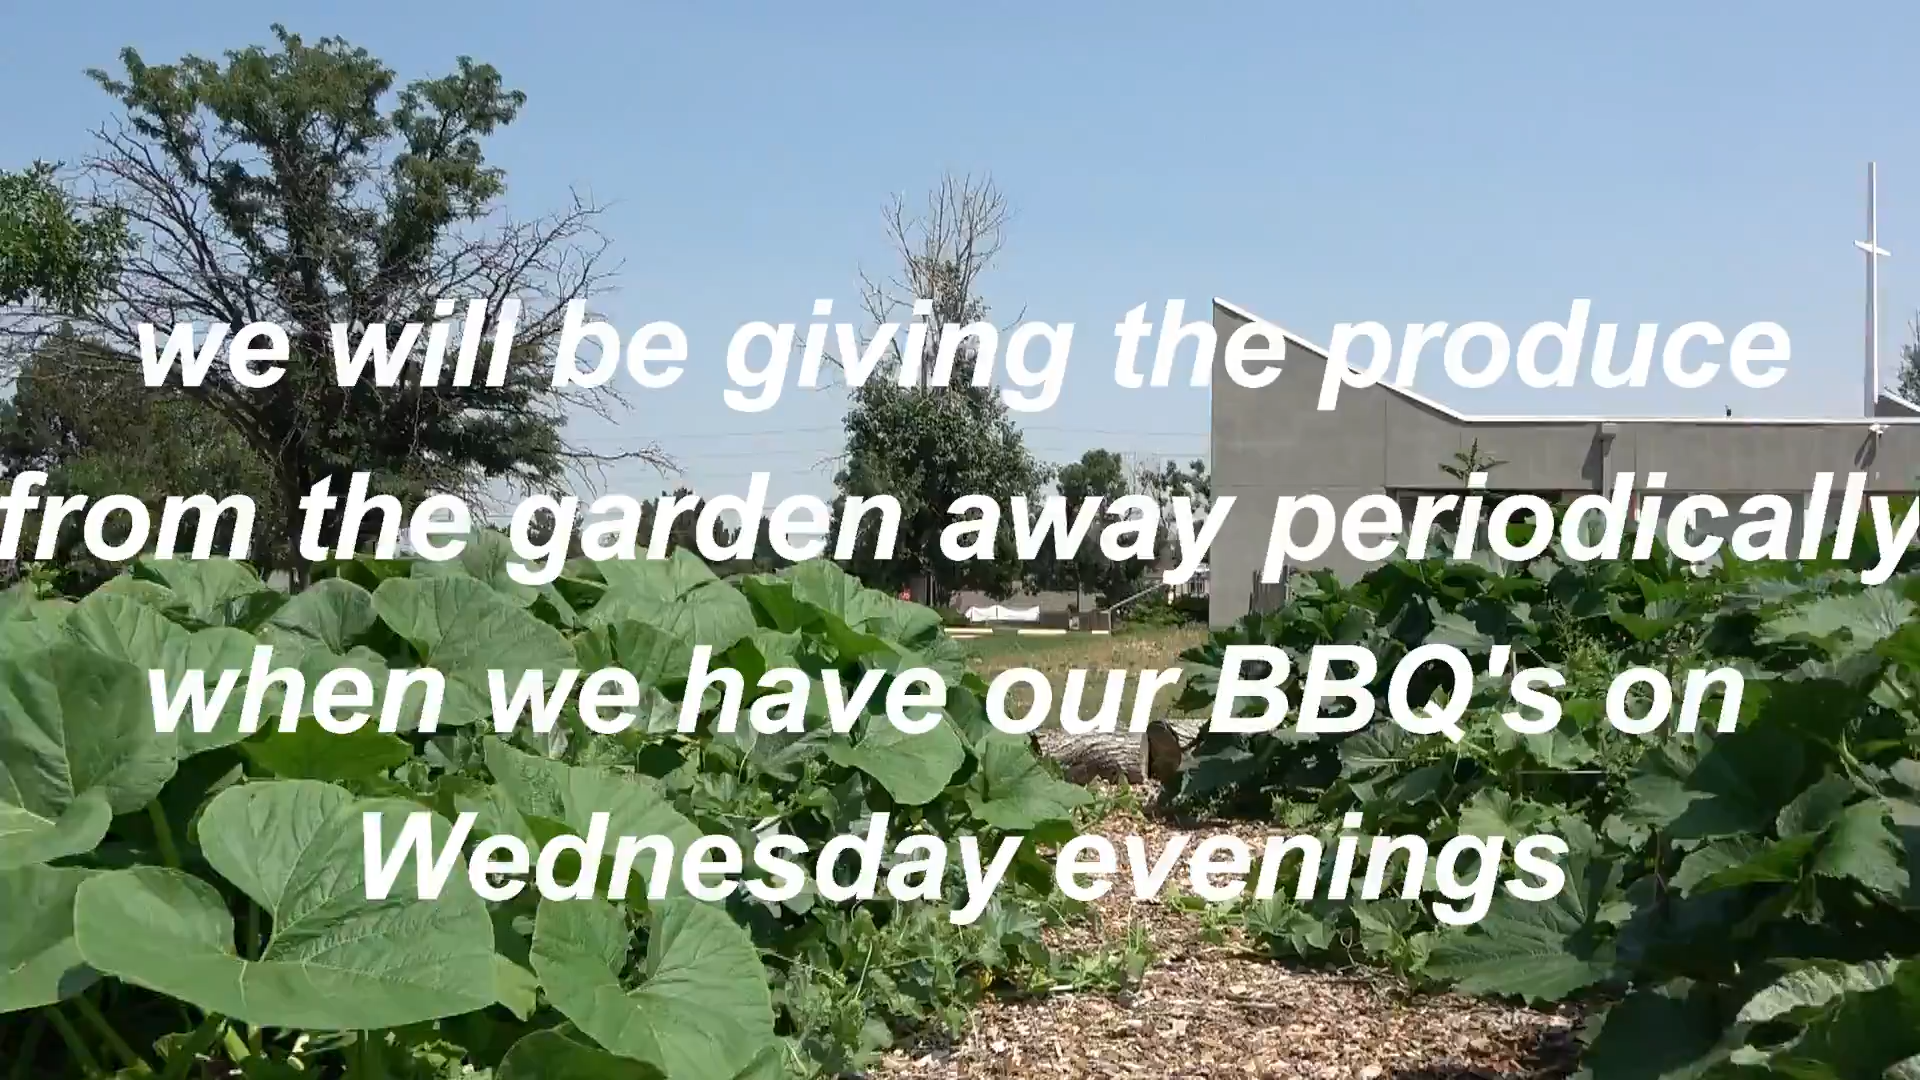 we will be giving the produce
from the garden away periodically
when we have our BBQ's on
Wednesday evenings